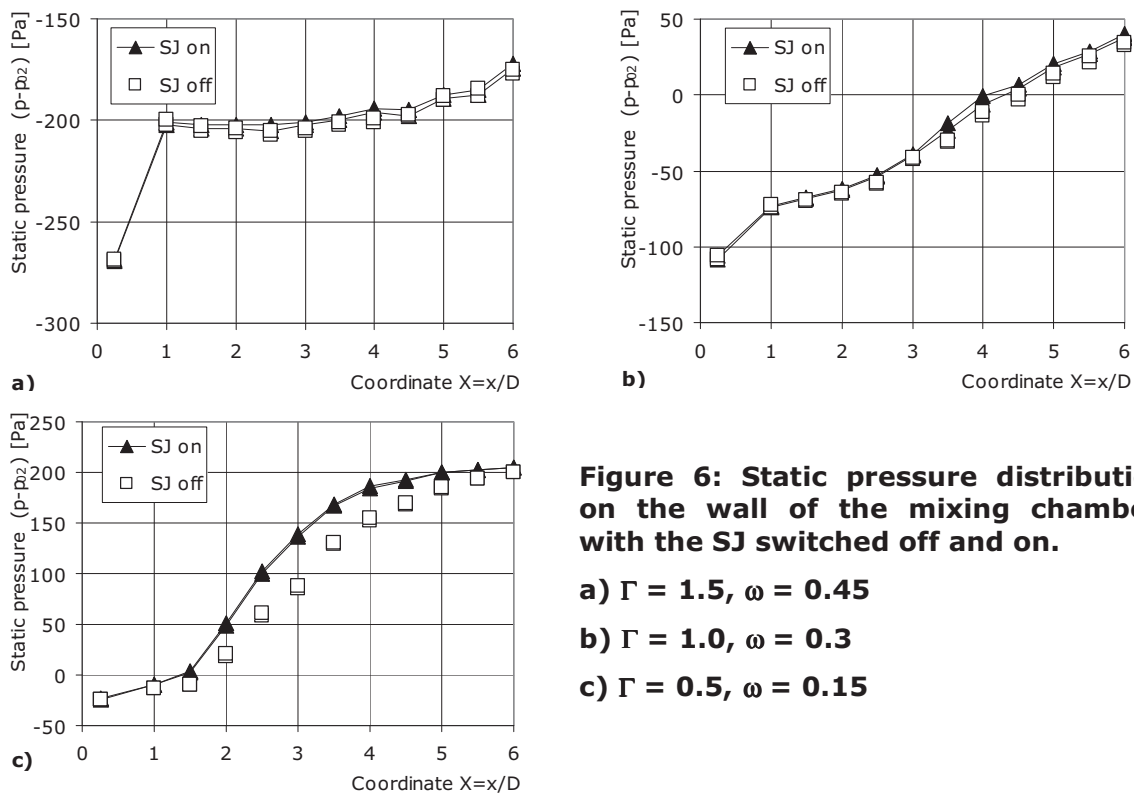 -150
-200
-250
-300
Static pressure (p-p02) [Pa]
SJ on
SJ off
0 1 2 3 4 5 6
Coordinate X=x/D
a)
50
0
-50
-100
-150
Static pressure (p-p02) [Pa]
SJ on
SJ off
0 1 2 3 4 5 6
Coordinate X=x/D
b)
250
200
150
100
50
0
-50
Static pressure (p-p02) [Pa]
SJ on
SJ off
0 1 2 3 4 5 6
Coordinate X=x/D
c)
Figure 6: Static pressure distributi
on the wall of the mixing chambe
with the SJ switched off and on.
a) Γ = 1.5, ω = 0.45
b) Γ = 1.0, ω = 0.3
c) Γ = 0.5, ω = 0.15